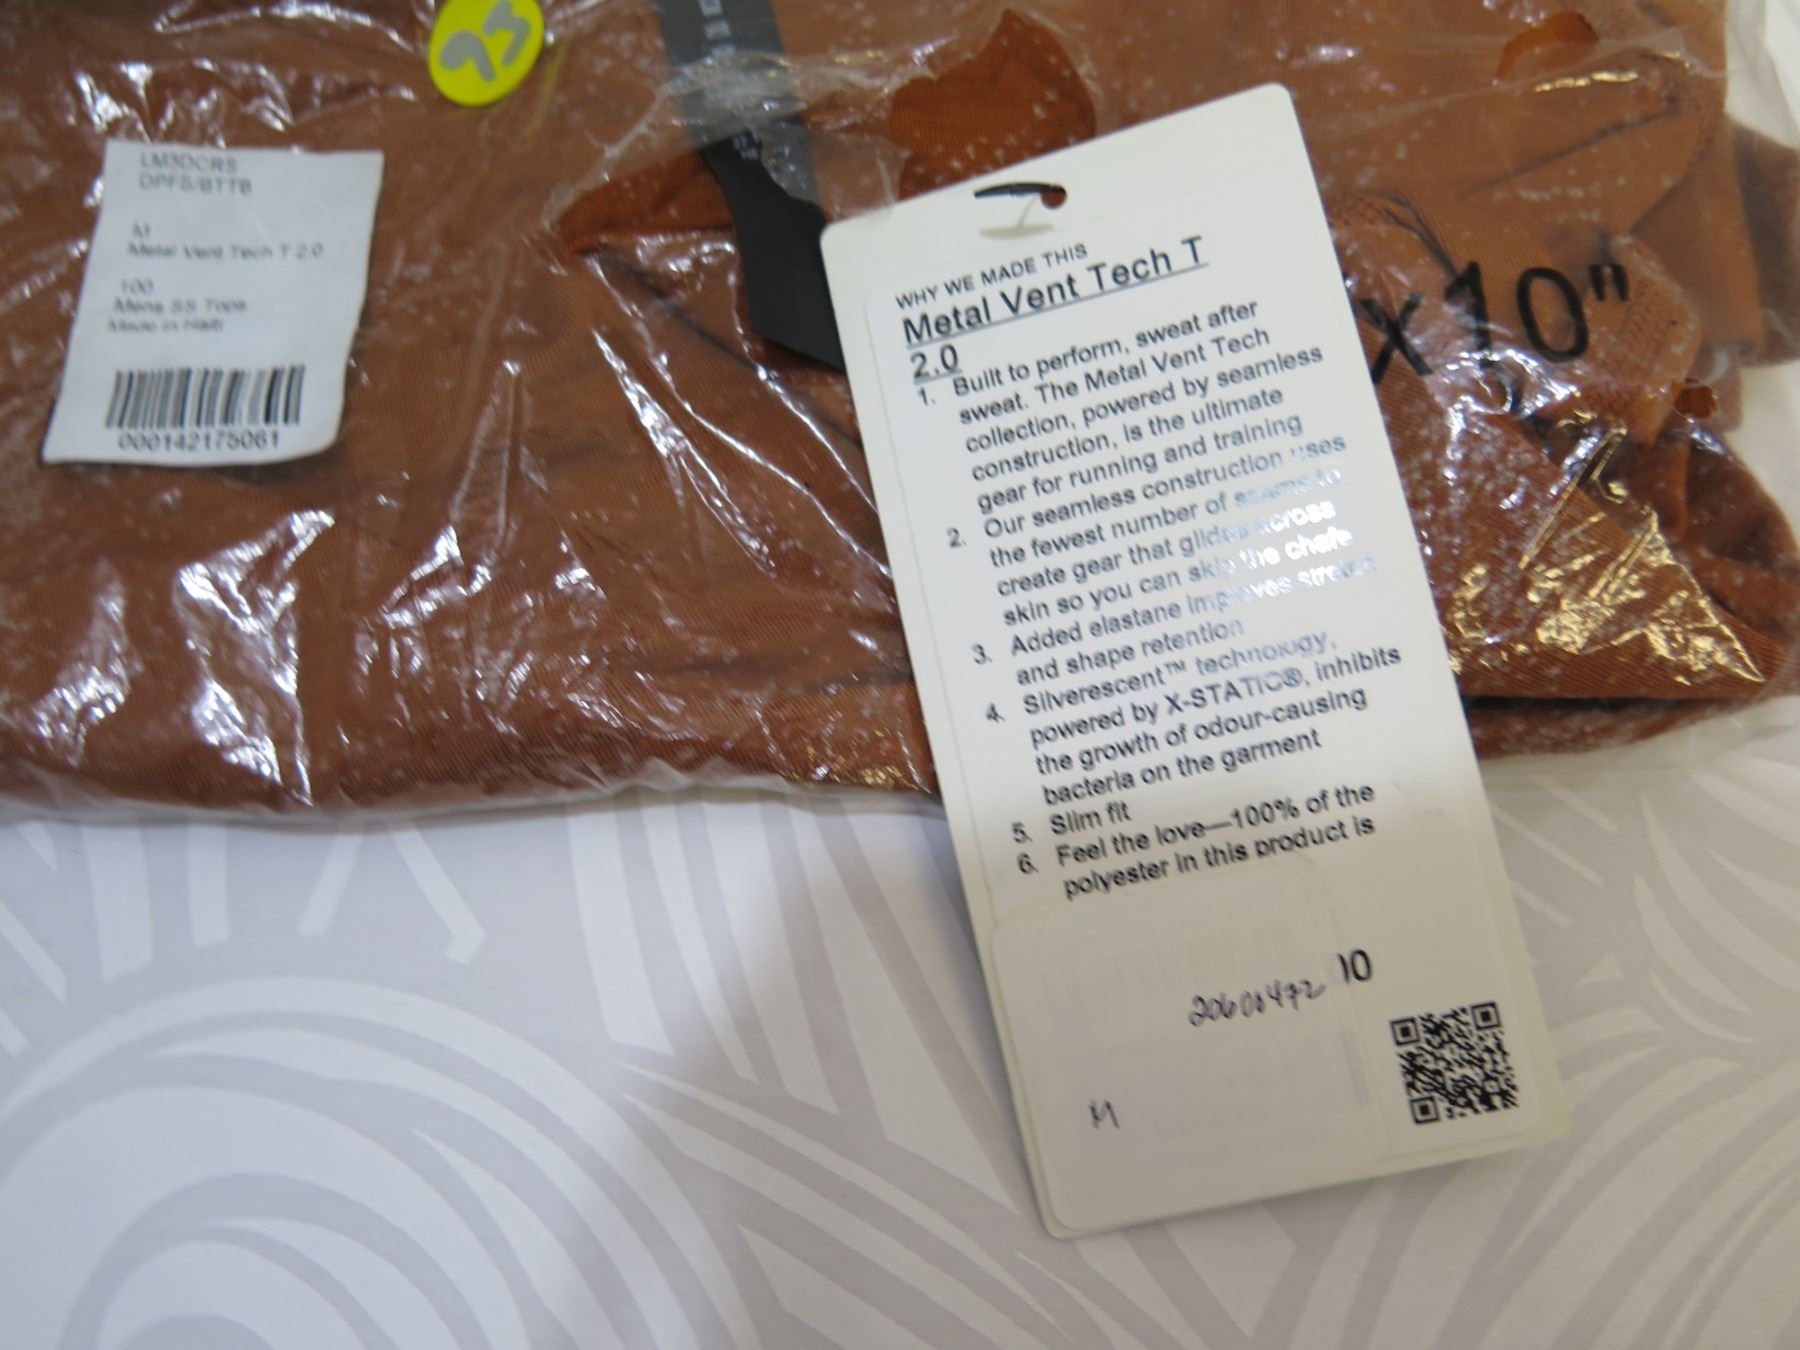 93
LM3DCRS
DPFS/BTTB
M
Metal Vent Tech T 2.0
100
Mens SS Tops
Made in Haiti
000142175061
WHY WE MADE THIS
Metal Vent Tech T
2.0
1. Built to perform, sweat after
sweat. The Metal Vent Tech
collection, powered by seamless
construction, is the ultimate
gear for running and training
2. Our seamless construction uses
the fewest number of seams to
create gear that glides across
skin so you can skip the chafe
3. Added elastane improves stretch
and shape retention
4. Silverescent™ technology,
powered by X-STATIC®, inhibits
the growth of odour-causing
bacteria on the garment
5. Slim fit
6. Feel the love—100% of the
polyester in this product is
10
M
x 10"